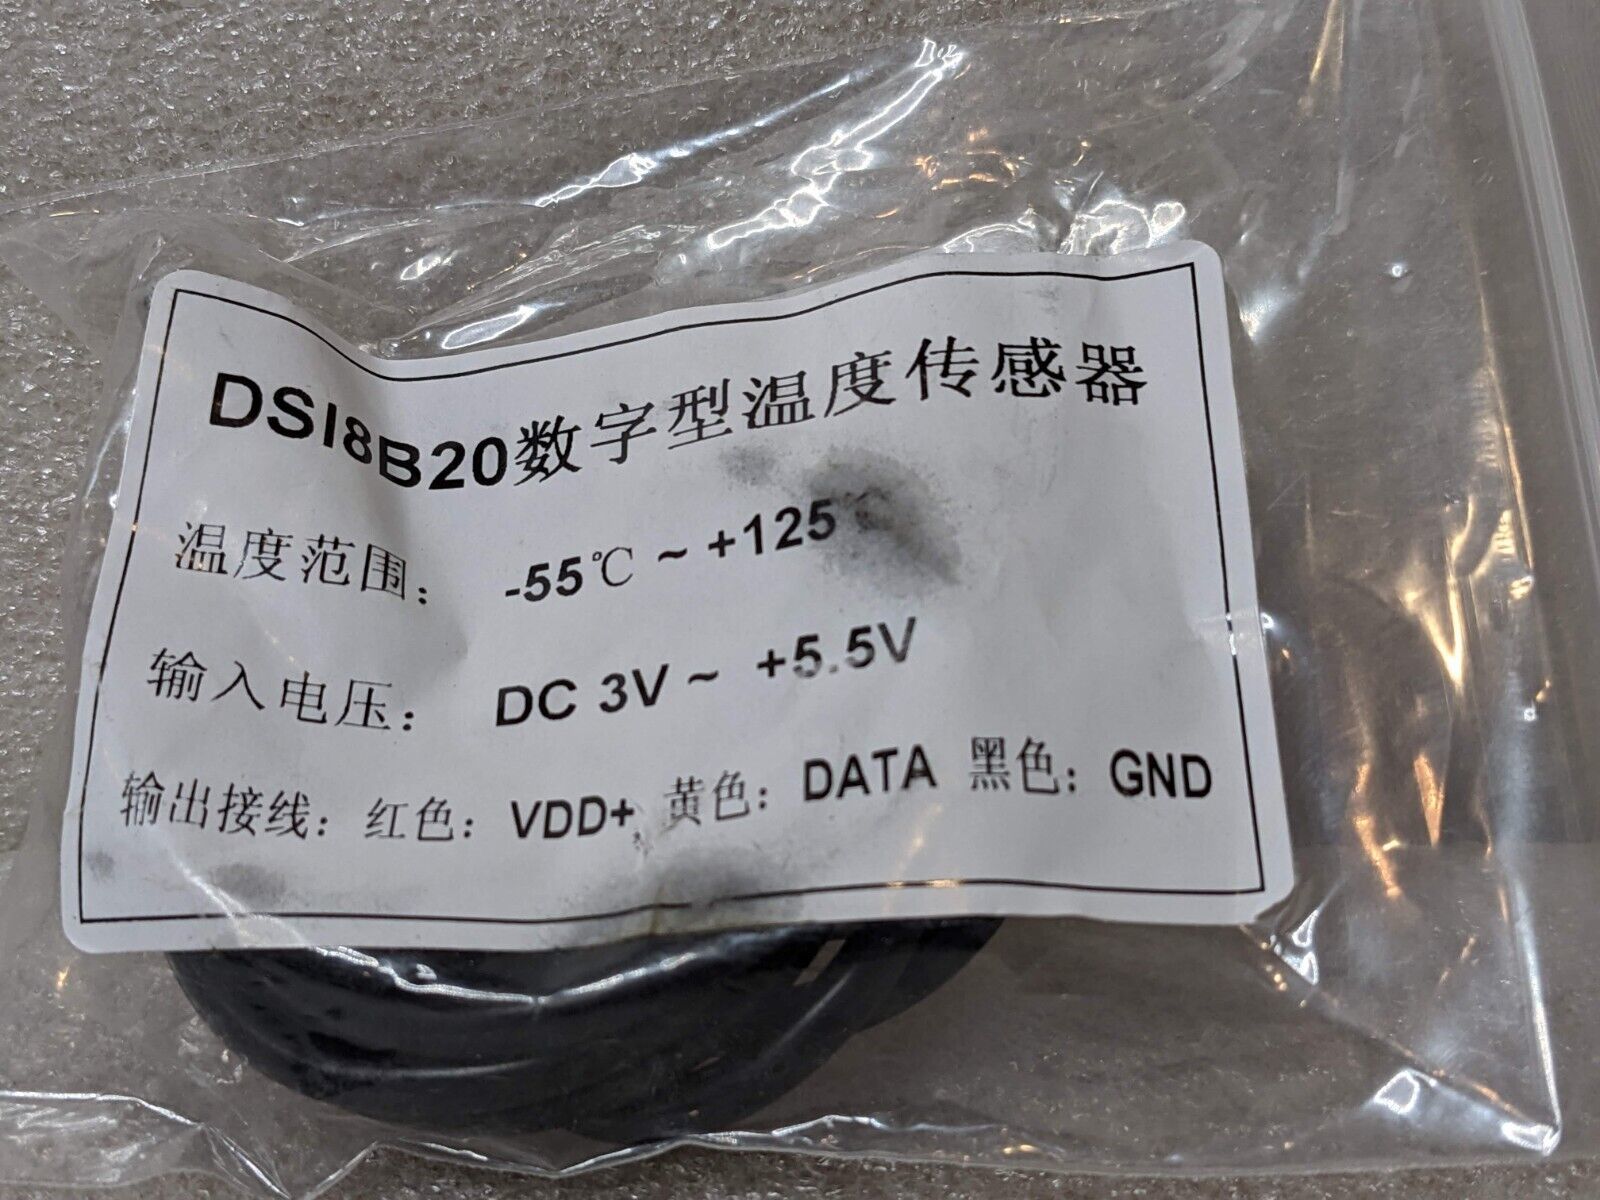 DSI8B20数字型温度传感器
温度范围： -55℃ ~ +125℃
输入电压： DC 3V ~ +5.5V
输出接线：红色：VDD+ 黄色：DATA 黑色：GND